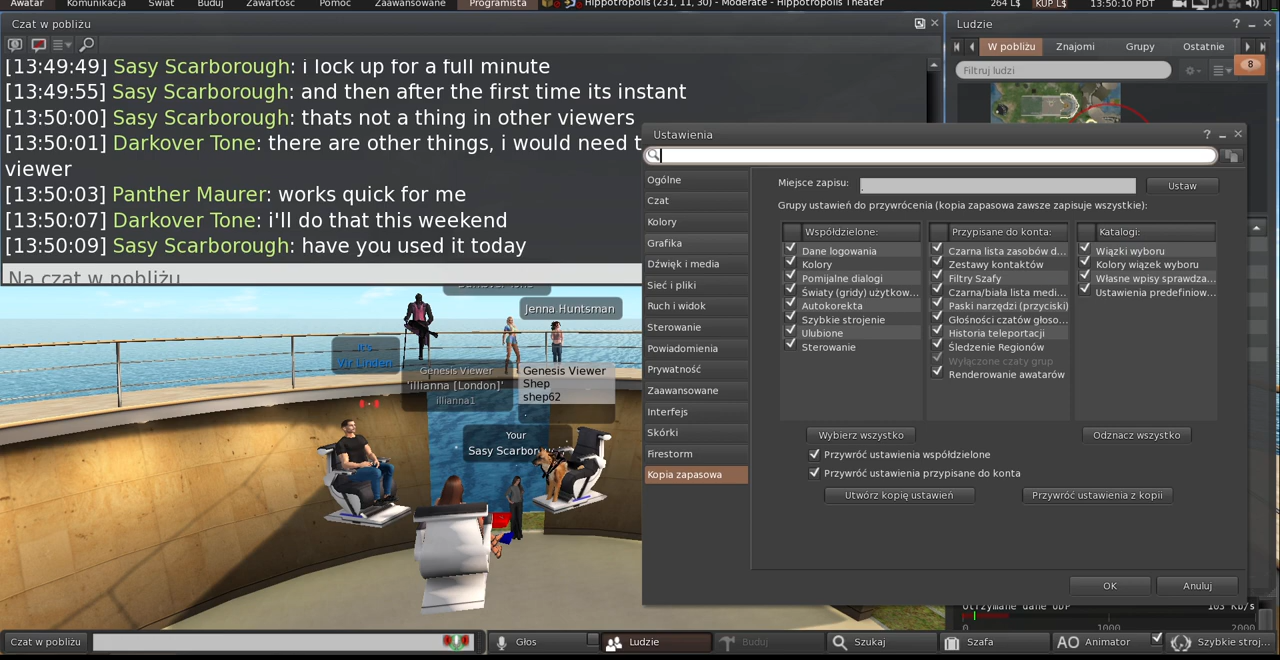 Awatar Komunikacja Świat Buduj Zawartość Pomoc Zaawansowane Programista Hippotropolis (231, 11, 30) - Moderate - Hippotropolis Theater 264 L$ KUP L$ 13:50:10 PDT
Czat w pobliżu
[13:49:49] Sasy Scarborough: i lock up for a full minute
[13:49:55] Sasy Scarborough: and then after the first time its instant
[13:50:00] Sasy Scarborough: thats not a thing in other viewers
[13:50:01] Darkover Tone: there are other things, i would need t
viewer
[13:50:03] Panther Maurer: works quick for me
[13:50:07] Darkover Tone: i'll do that this weekend
[13:50:09] Sasy Scarborough: have you used it today
Na czat w pobliżu
Ludzie
W pobliżu Znajomi Grupy Ostatnie
Filtruj ludzi
8
Jenna Huntsman
It's
Vir Linden
Genesis Viewer
'illianna [London]'
illianna1
Genesis Viewer
Shep
shep62
Your
Ustawienia
Ogólne
Czat
Kolory
Grafika
Dźwięk i media
Sieć i pliki
Ruch i widok
Sterowanie
Powiadomienia
Prywatność
Zaawansowane
Interfejs
Skórki
Firestorm
Kopia zapasowa
Miejsce zapisu: Ustaw
Grupy ustawień do przywrócenia (kopia zapasowa zawsze zapisuje wszystkie):
Współdzielone:
Dane logowania
Kolory
Pomijalne dialogi
Światy (gridy) użytkow...
Autokorekta
Szybkie strojenie
Ulubione
Sterowanie
Przypisane do konta:
Czarna lista zasobów d...
Zestawy kontaktów
Filtry Szafy
Czarna/biała lista medi...
Paski narzędzi (przyciski)
Głośności czatów głoso...
Historia teleportacji
Śledzenie Regionów
Wyłączone czaty grup
Renderowanie awatarów
Katalogi:
Wiązki wyboru
Kolory wiązek wyboru
Własne wpisy sprawdza...
Ustawienia predefiniow...
Wybierz wszystko Odznacz wszystko
Przywróć ustawienia współdzielone
Przywróć ustawienia przypisane do konta
Utwórz kopię ustawień Przywróć ustawienia z kopii
OK Anuluj
Otrzymane dane UDP 103 Kb/s
0 1000 2000
Czat w pobliżu Głos Ludzie Buduj Szukaj Szafa AO Animator Szybkie stroj...